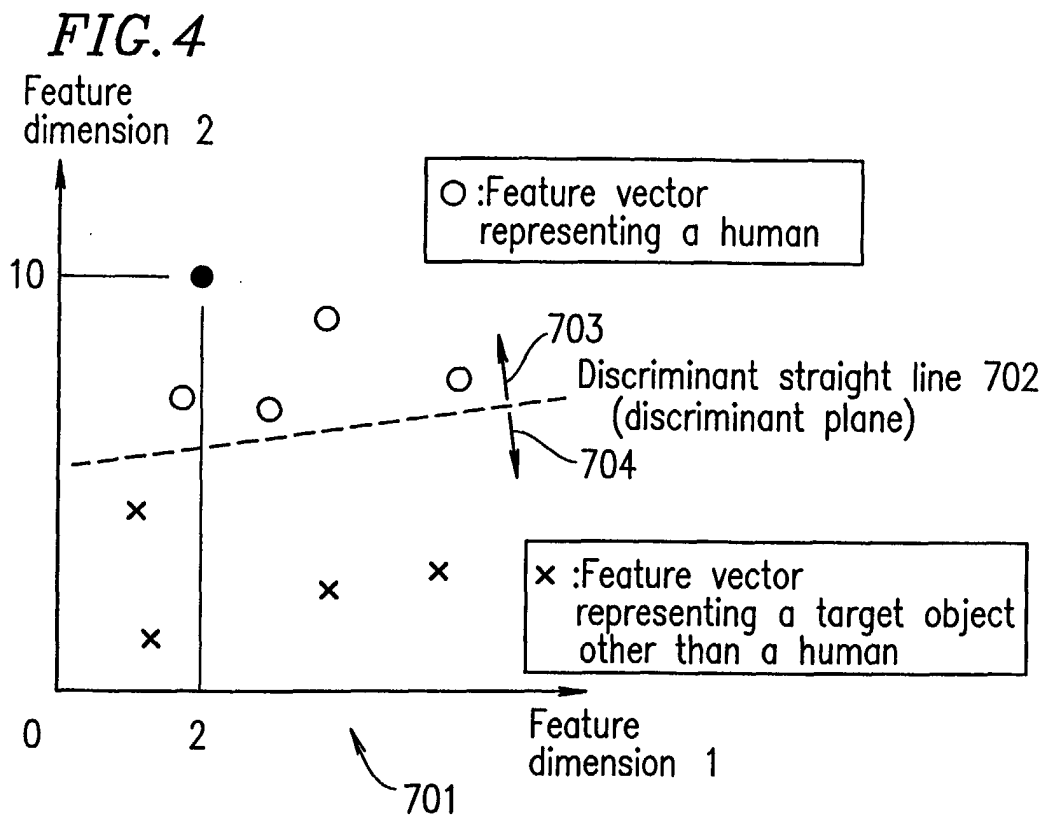 FIG. 4
Feature
dimension 2
○ :Feature vector
representing a human
10
703
Discriminant straight line 702
(discriminant plane)
704
× :Feature vector
representing a target object
other than a human
0
2
Feature
dimension 1
701